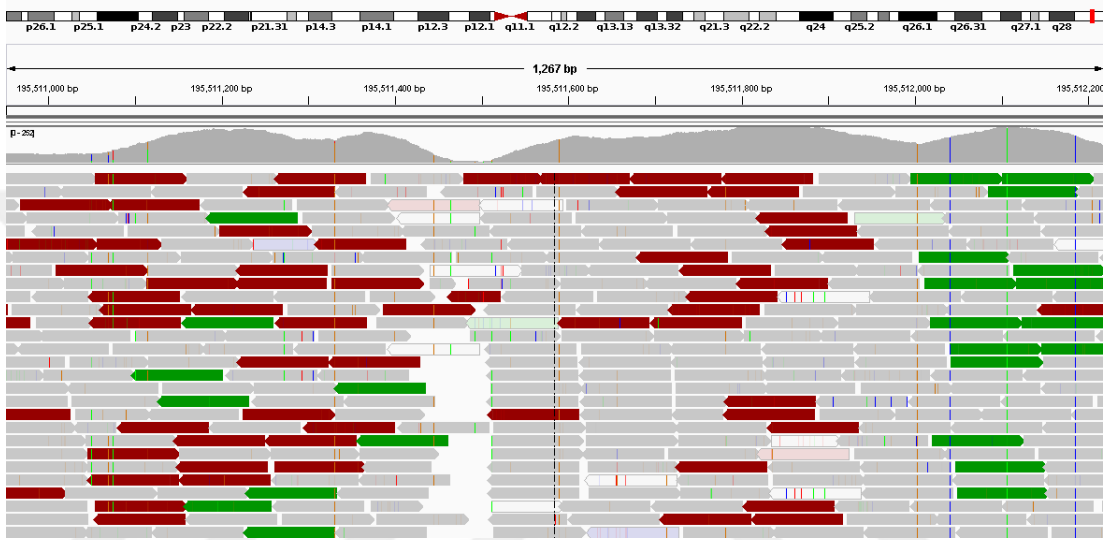 p26.1 p25.1 p24.2 p23 p22.2 p21.31 p14.3 p14.1 p12.3 p12.1 q11.1 q12.2 q13.13 q13.32 q21.3 q22.2 q24 q25.2 q26.1 q26.31 q27.1 q28
1,267 bp
195,511,000 bp 195,511,200 bp 195,511,400 bp 195,511,600 bp 195,511,800 bp 195,512,000 bp 195,512,200
[0 - 252]